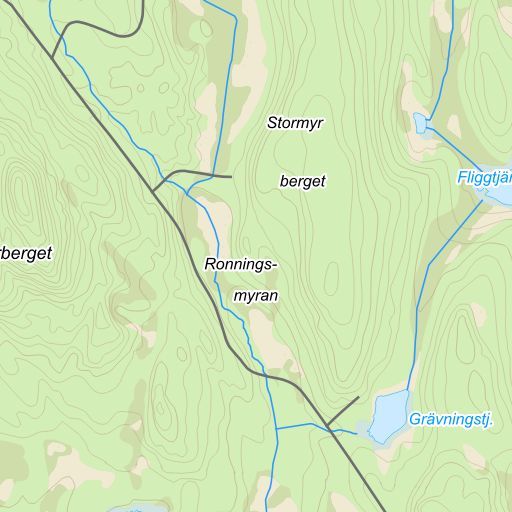 Stormyr
berget
Fliggtjär
rberget
Ronnings-
myran
Grävningstj.